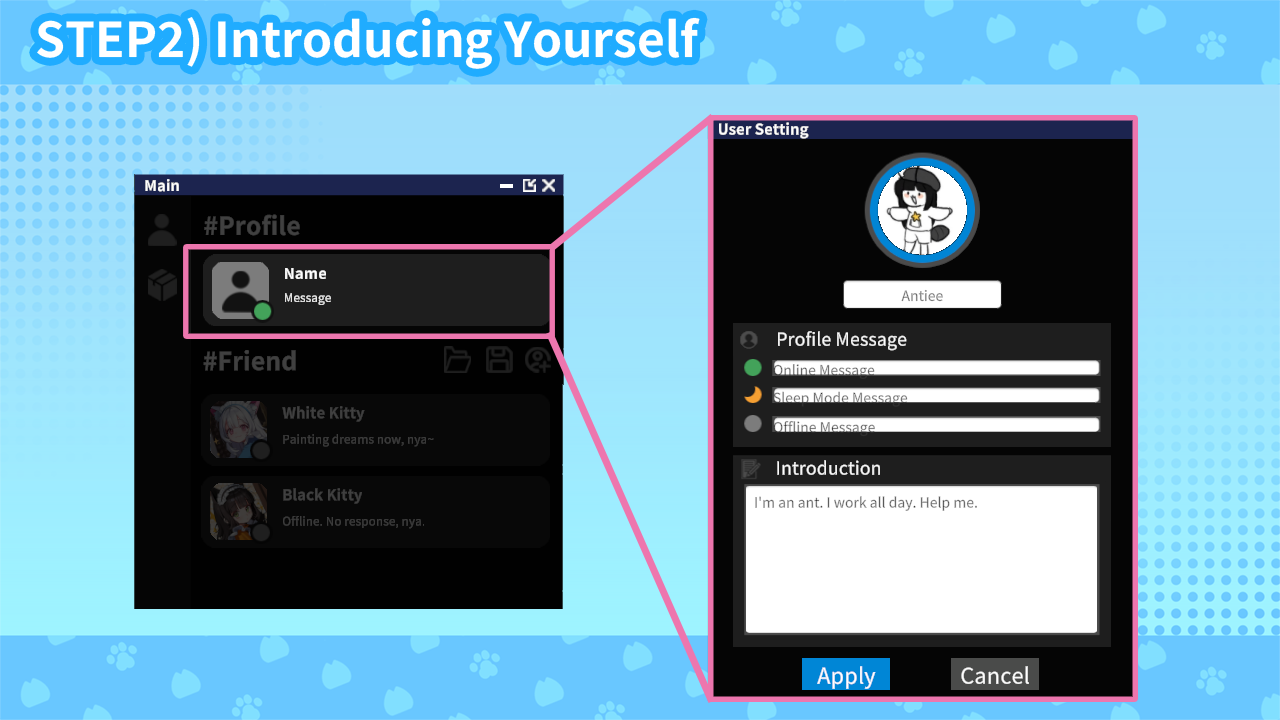 STEP2) Introducing Yourself
Main
#Profile
Name
Message
#Friend
White Kitty
Painting dreams now, nya~
Black Kitty
Offline. No response, nya.
User Setting
Antiee
Profile Message
Online Message
Sleep Mode Message
Offline Message
Introduction
I'm an ant. I work all day. Help me.
Apply
Cancel